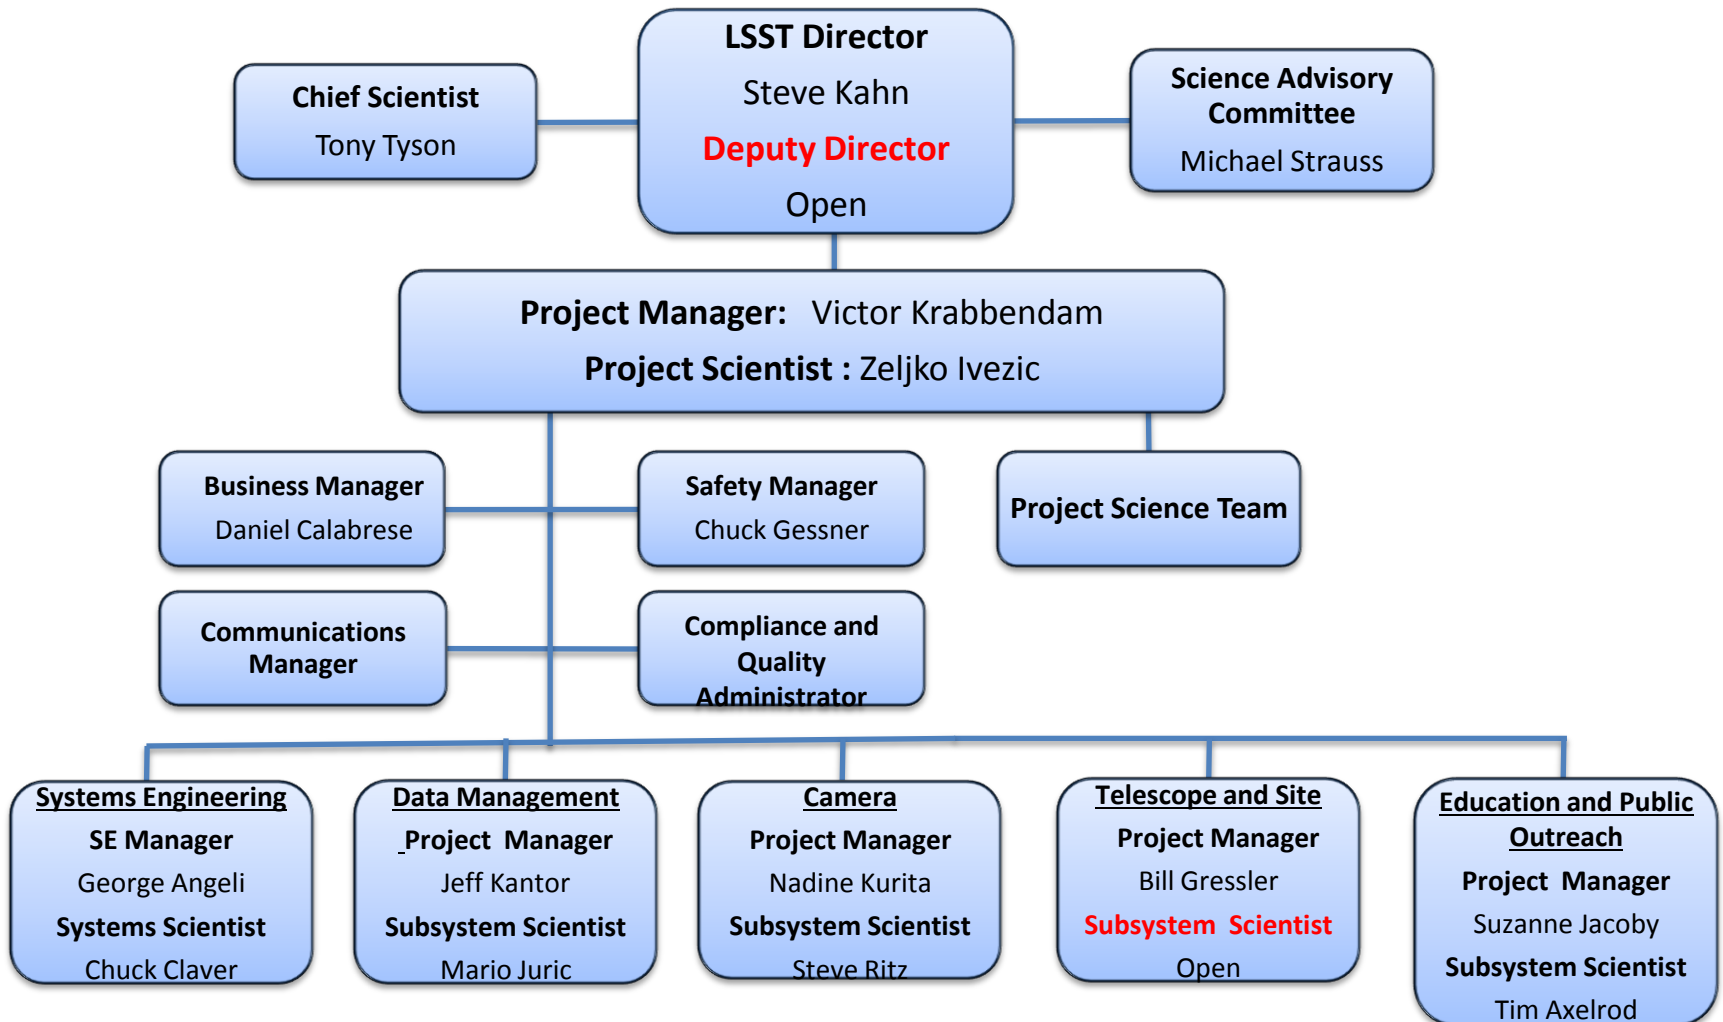 LSST Director
Steve Kahn
Deputy Director
Open
Chief Scientist
Tony Tyson
Science Advisory
Committee
Michael Strauss
Project Manager: Victor Krabbendam
Project Scientist : Zeljko Ivezic
Business Manager
Daniel Calabrese
Safety Manager
Chuck Gessner
Project Science Team
Communications
Manager
Compliance and
Quality
Administrator
Systems Engineering
SE Manager
George Angeli
Systems Scientist
Chuck Claver
Data Management
Project Manager
Jeff Kantor
Subsystem Scientist
Mario Juric
Camera
Project Manager
Nadine Kurita
Subsystem Scientist
Steve Ritz
Telescope and Site
Project Manager
Bill Gressler
Subsystem Scientist
Open
Education and Public
Outreach
Project Manager
Suzanne Jacoby
Subsystem Scientist
Tim Axelrod